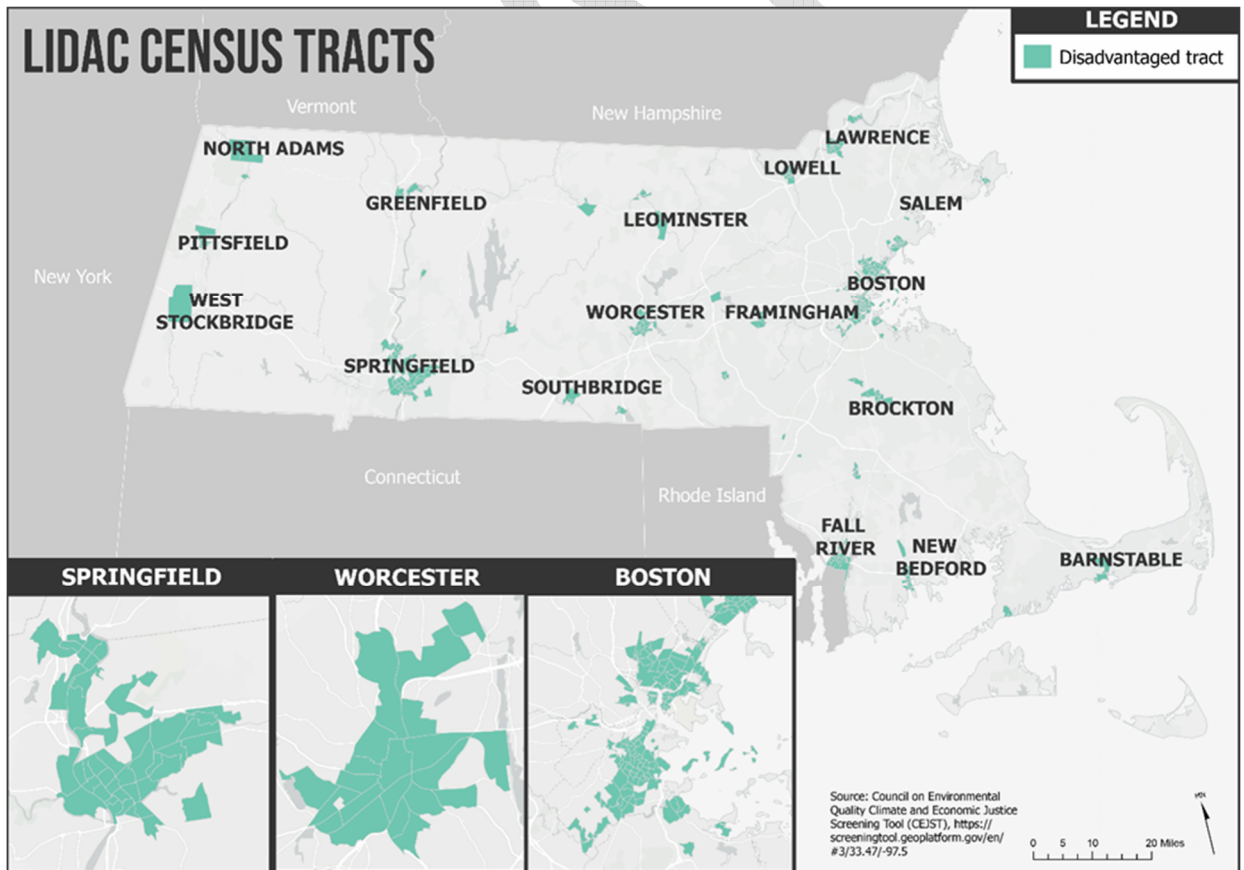 LIDAC CENSUS TRACTS
LEGEND
Disadvantaged tract
Vermont
New Hampshire
New York
Connecticut
Rhode Island
NORTH ADAMS
GREENFIELD
PITTSFIELD
WEST
STOCKBRIDGE
SPRINGFIELD
LEOMINSTER
LOWELL
LAWRENCE
SALEM
BOSTON
WORCESTER
FRAMINGHAM
SOUTHBRIDGE
BROCKTON
FALL
RIVER
NEW
BEDFORD
BARNSTABLE
SPRINGFIELD
WORCESTER
BOSTON
Source: Council on Environmental
Quality Climate and Economic Justice
Screening Tool (CEJST), https://
screeningtool.geoplatform.gov/en/
#3/33.47/-97.5
0 5 10 20 Miles